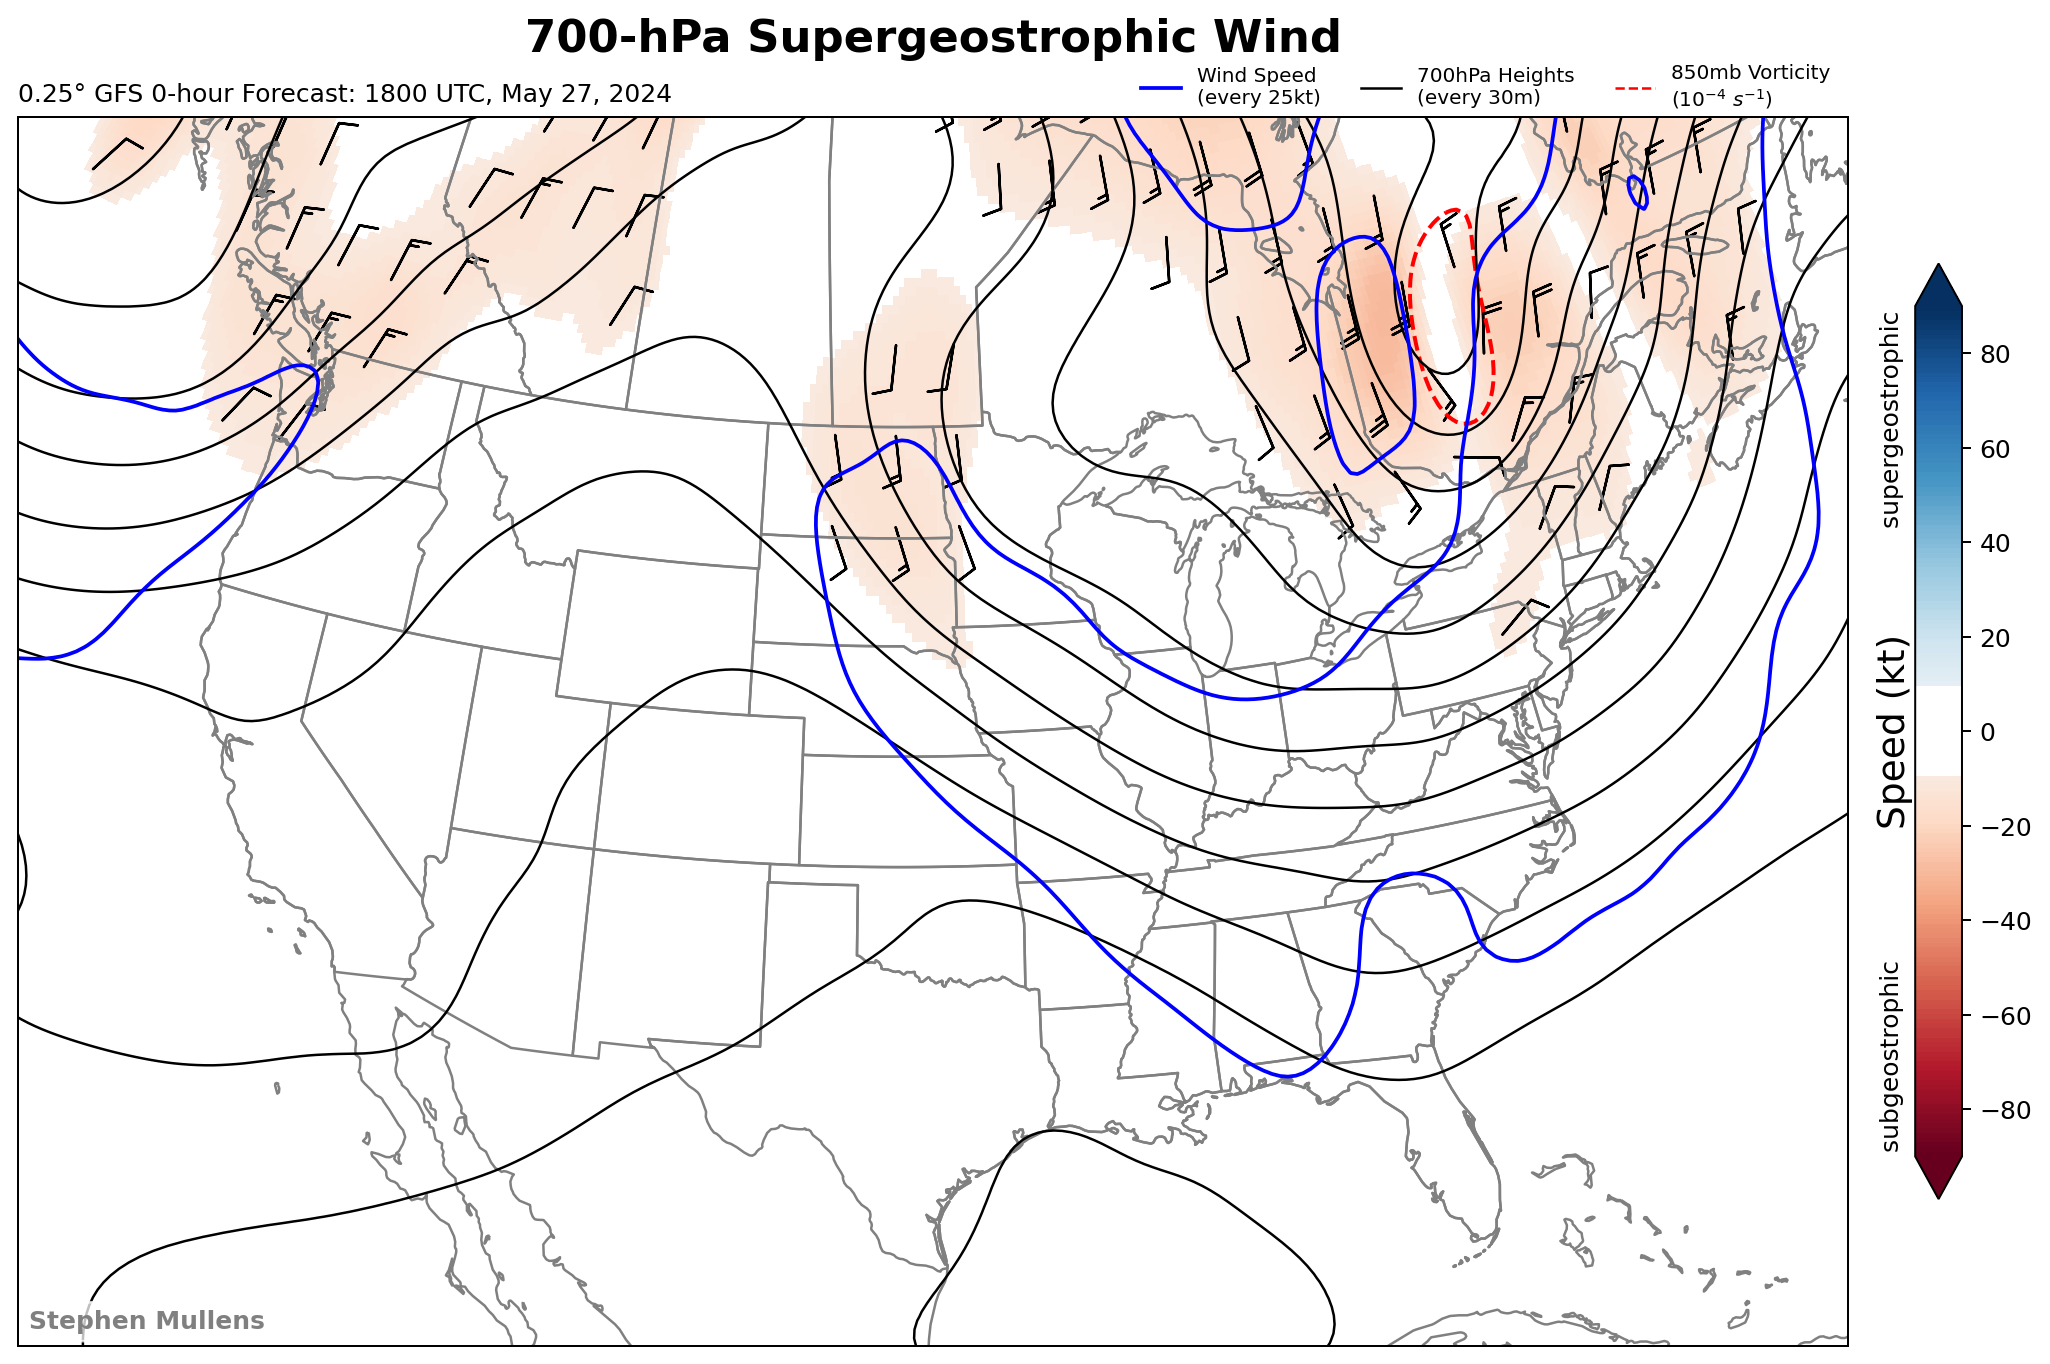 700-hPa Supergeostrophic Wind
0.25° GFS 0-hour Forecast: 1800 UTC, May 27, 2024
Wind Speed
(every 25kt)
700hPa Heights
(every 30m)
850mb Vorticity
(10⁻⁴ s⁻¹)
supergeostrophic
Speed (kt)
subgeostrophic
80
60
40
20
0
−20
−40
−60
−80
Stephen Mullens